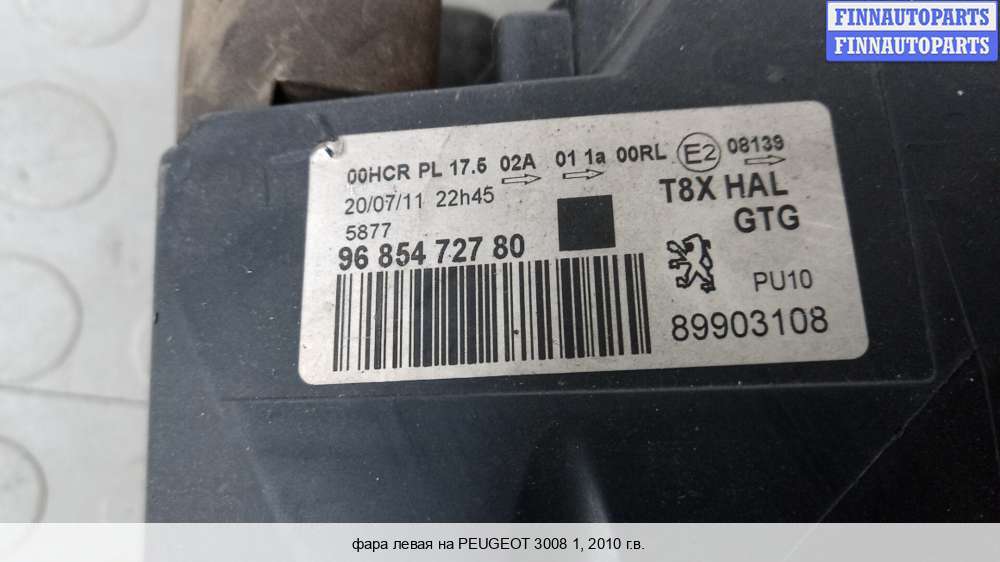 FINNAUTOPARTS
FINNAUTOPARTS
00HCR PL 17.5 02A 01 1a 00RL E2 08139
20/07/11 22h45
5877
T8X HAL
GTG
96 854 727 80
PU10
89903108
фара левая на PEUGEOT 3008 1, 2010 г.в.